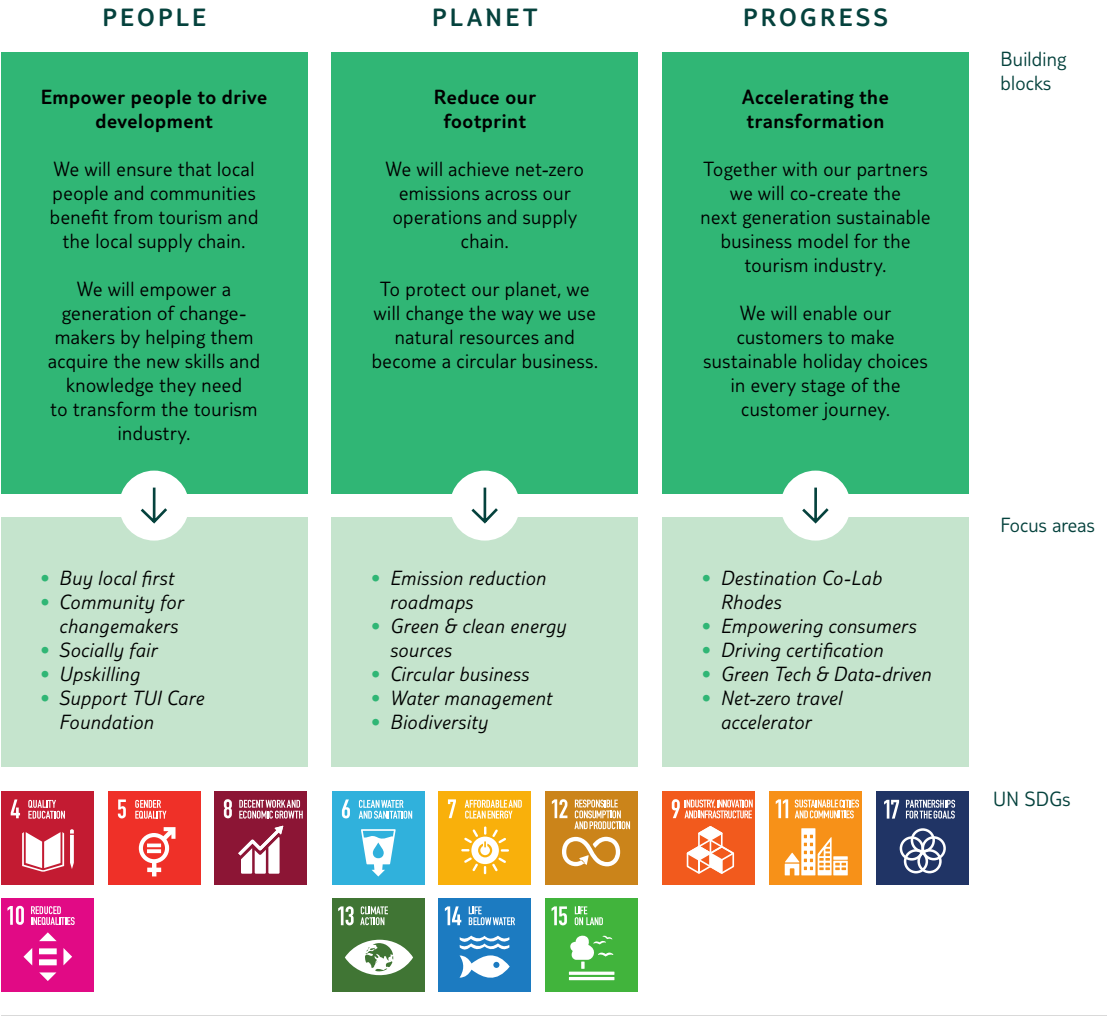 PEOPLE
PLANET
PROGRESS
Building
blocks
Empower people to drive
development
We will ensure that local
people and communities
benefit from tourism and
the local supply chain.
We will empower a
generation of change-
makers by helping them
acquire the new skills and
knowledge they need
to transform the tourism
industry.
Reduce our
footprint
We will achieve net-zero
emissions across our
operations and supply
chain.
To protect our planet, we
will change the way we use
natural resources and
become a circular business.
Accelerating the
transformation
Together with our partners
we will co-create the
next generation sustainable
business model for the
tourism industry.
We will enable our
customers to make
sustainable holiday choices
in every stage of the
customer journey.
Focus areas
• Buy local first
• Community for
changemakers
• Socially fair
• Upskilling
• Support TUI Care
Foundation
• Emission reduction
roadmaps
• Green & clean energy
sources
• Circular business
• Water management
• Biodiversity
• Destination Co-Lab
Rhodes
• Empowering consumers
• Driving certification
• Green Tech & Data-driven
• Net-zero travel
accelerator
UN SDGs
4 QUALITY
EDUCATION
5 GENDER
EQUALITY
8 DECENT WORK AND
ECONOMIC GROWTH
10 REDUCED
INEQUALITIES
6 CLEAN WATER
AND SANITATION
7 AFFORDABLE AND
CLEAN ENERGY
12 RESPONSIBLE
CONSUMPTION
AND PRODUCTION
13 CLIMATE
ACTION
14 LIFE
BELOW WATER
15 LIFE
ON LAND
9 INDUSTRY, INNOVATION
AND INFRASTRUCTURE
11 SUSTAINABLE CITIES
AND COMMUNITIES
17 PARTNERSHIPS
FOR THE GOALS